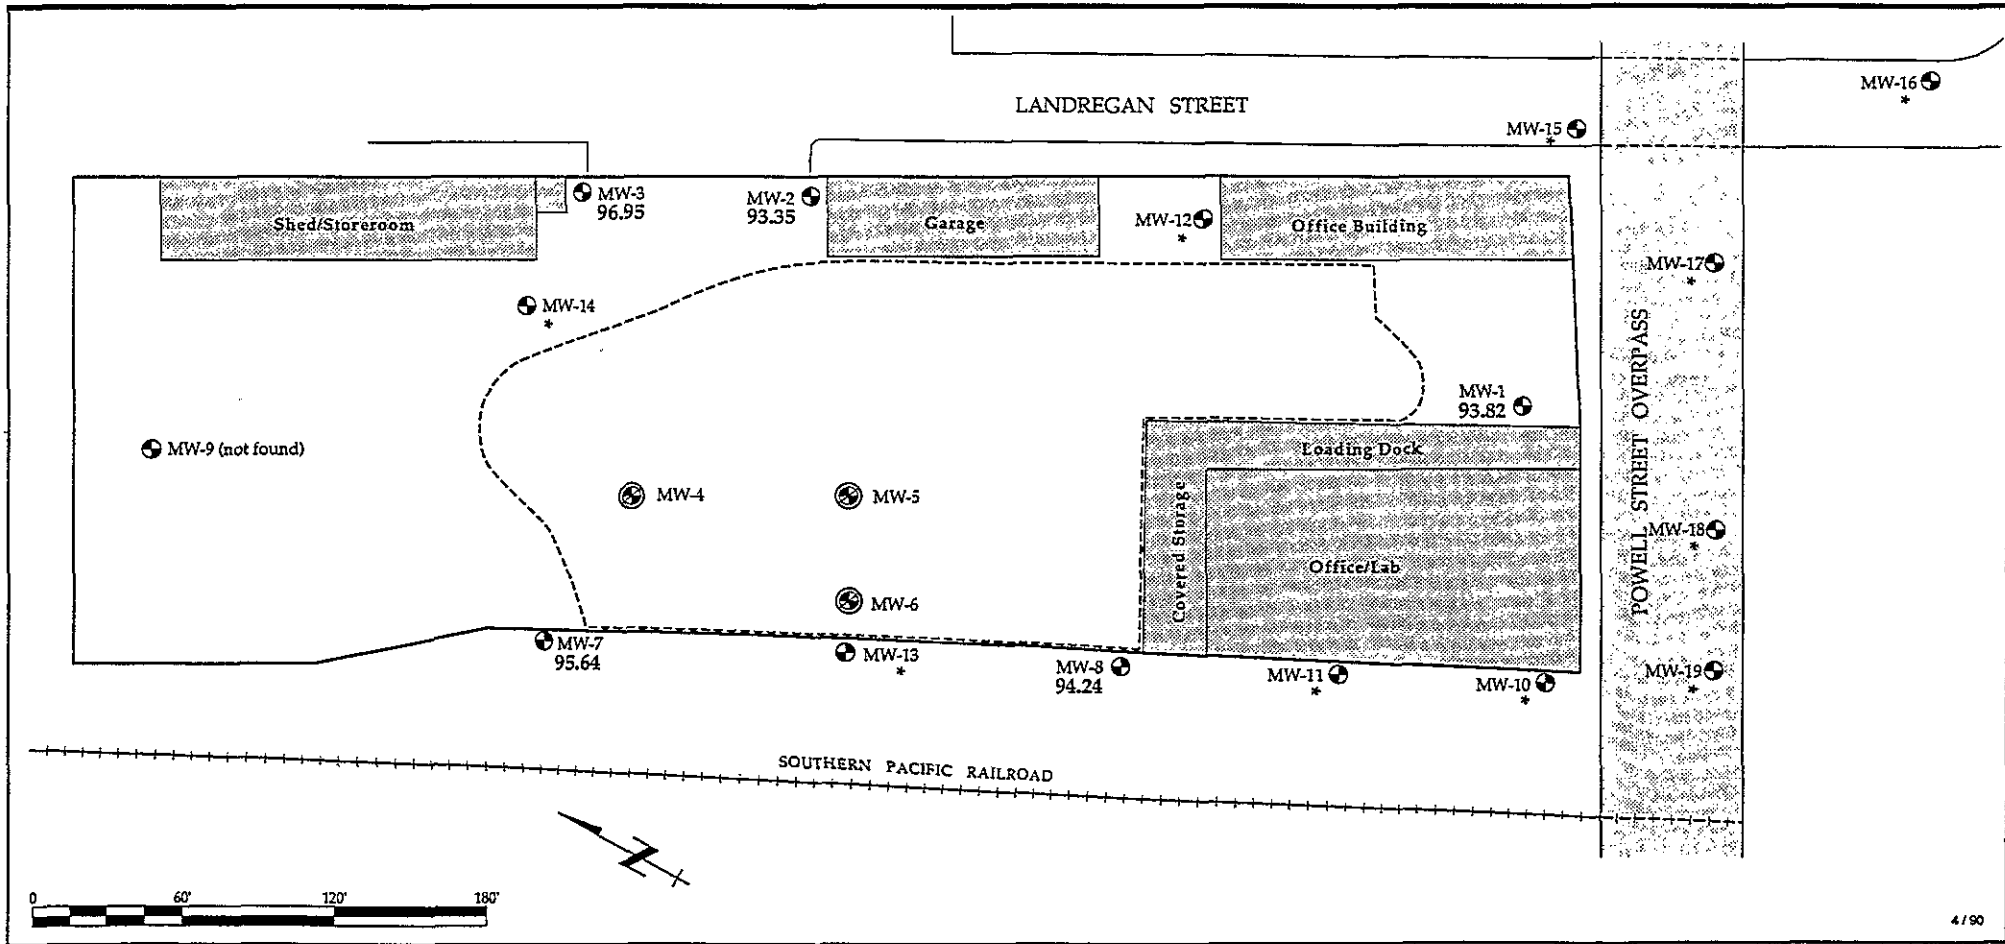 MW-16
*
LANDREGAN STREET
MW-15
*
MW-3
96.95
MW-2
93.35
MW-12
*
Shed/Storeroom
Garage
Office Building
MW-17
*
MW-14
*
MW-1
93.82
POWELL STREET OVERPASS
MW-9 (not found)
Loading Dock
MW-4
MW-5
Covered Storage
MW-18
*
Office/Lab
MW-6
MW-7
95.64
MW-13
*
MW-8
94.24
MW-11
*
MW-10
*
MW-19
*
SOUTHERN PACIFIC RAILROAD
N
0 60' 120' 180'
4/90